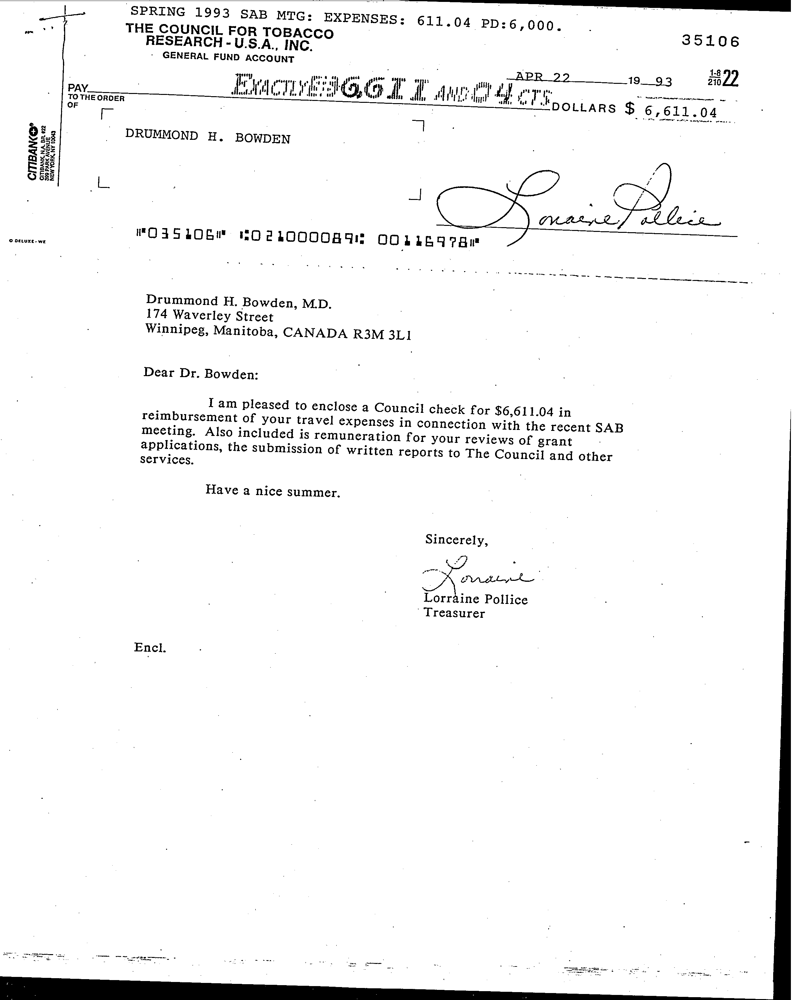 SPRING 1993 SAB MTG: EXPENSES: 611.04 PD:6,000.
THE COUNCIL FOR TOBACCO
RESEARCH - U.S.A., INC.
GENERAL FUND ACCOUNT
35106
APR 22 19 93
1-8
210
22
PAY
TO THE ORDER
OF
EXACTLY 6611 AND 04 CTS
DOLLARS $ 6,611.04
DRUMMOND H. BOWDEN
CITIBANK
CITIBANK, N.A.
NEW YORK, NY
Lorraine Pollice
⑈035106⑈ ⑆021000089⑆ 00116978⑈
© DELUXE - WE
Drummond H. Bowden, M.D.
174 Waverley Street
Winnipeg, Manitoba, CANADA R3M 3L1
Dear Dr. Bowden:
I am pleased to enclose a Council check for $6,611.04 in
reimbursement of your travel expenses in connection with the recent SAB
meeting. Also included is remuneration for your reviews of grant
applications, the submission of written reports to The Council and other
services.
Have a nice summer.
Sincerely,
Lorraine
Lorraine Pollice
Treasurer
Encl.